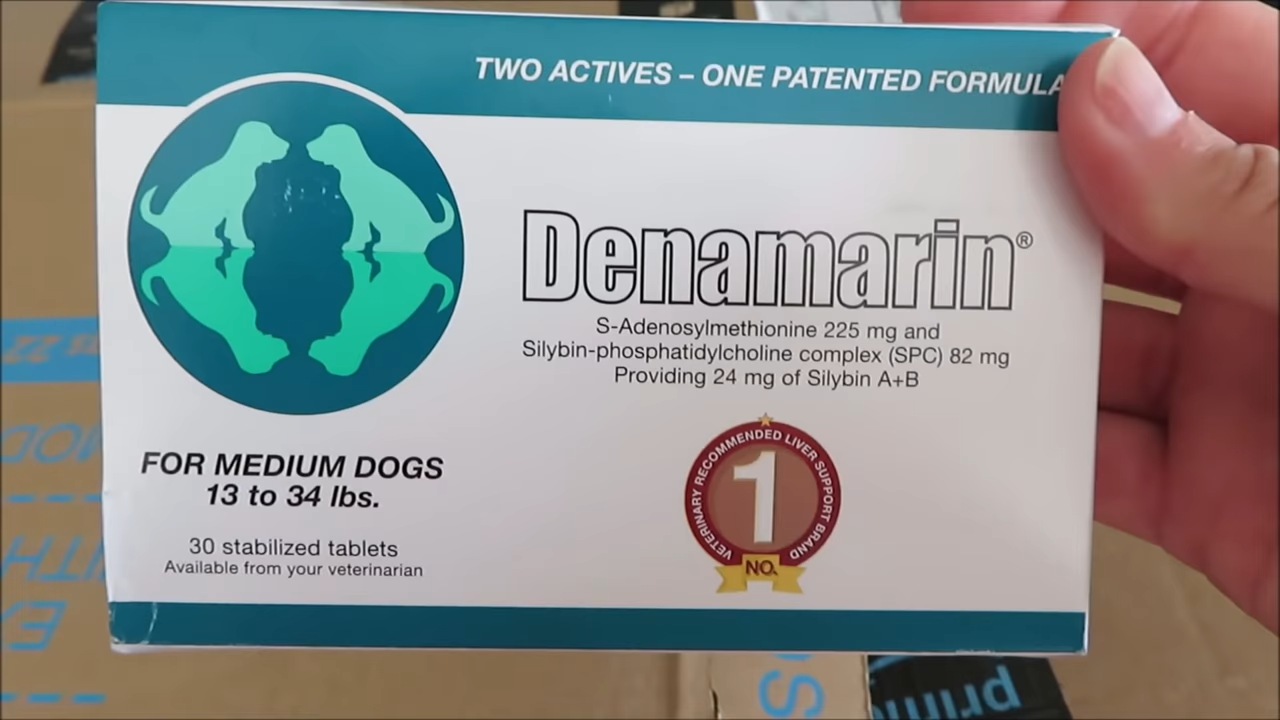 TWO ACTIVES – ONE PATENTED FORMULA
Denamarin®
S-Adenosylmethionine 225 mg and
Silybin-phosphatidylcholine complex (SPC) 82 mg
Providing 24 mg of Silybin A+B
FOR MEDIUM DOGS
13 to 34 lbs.
30 stabilized tablets
Available from your veterinarian
VETERINARY RECOMMENDED LIVER SUPPORT BRAND
1
NO.
prim